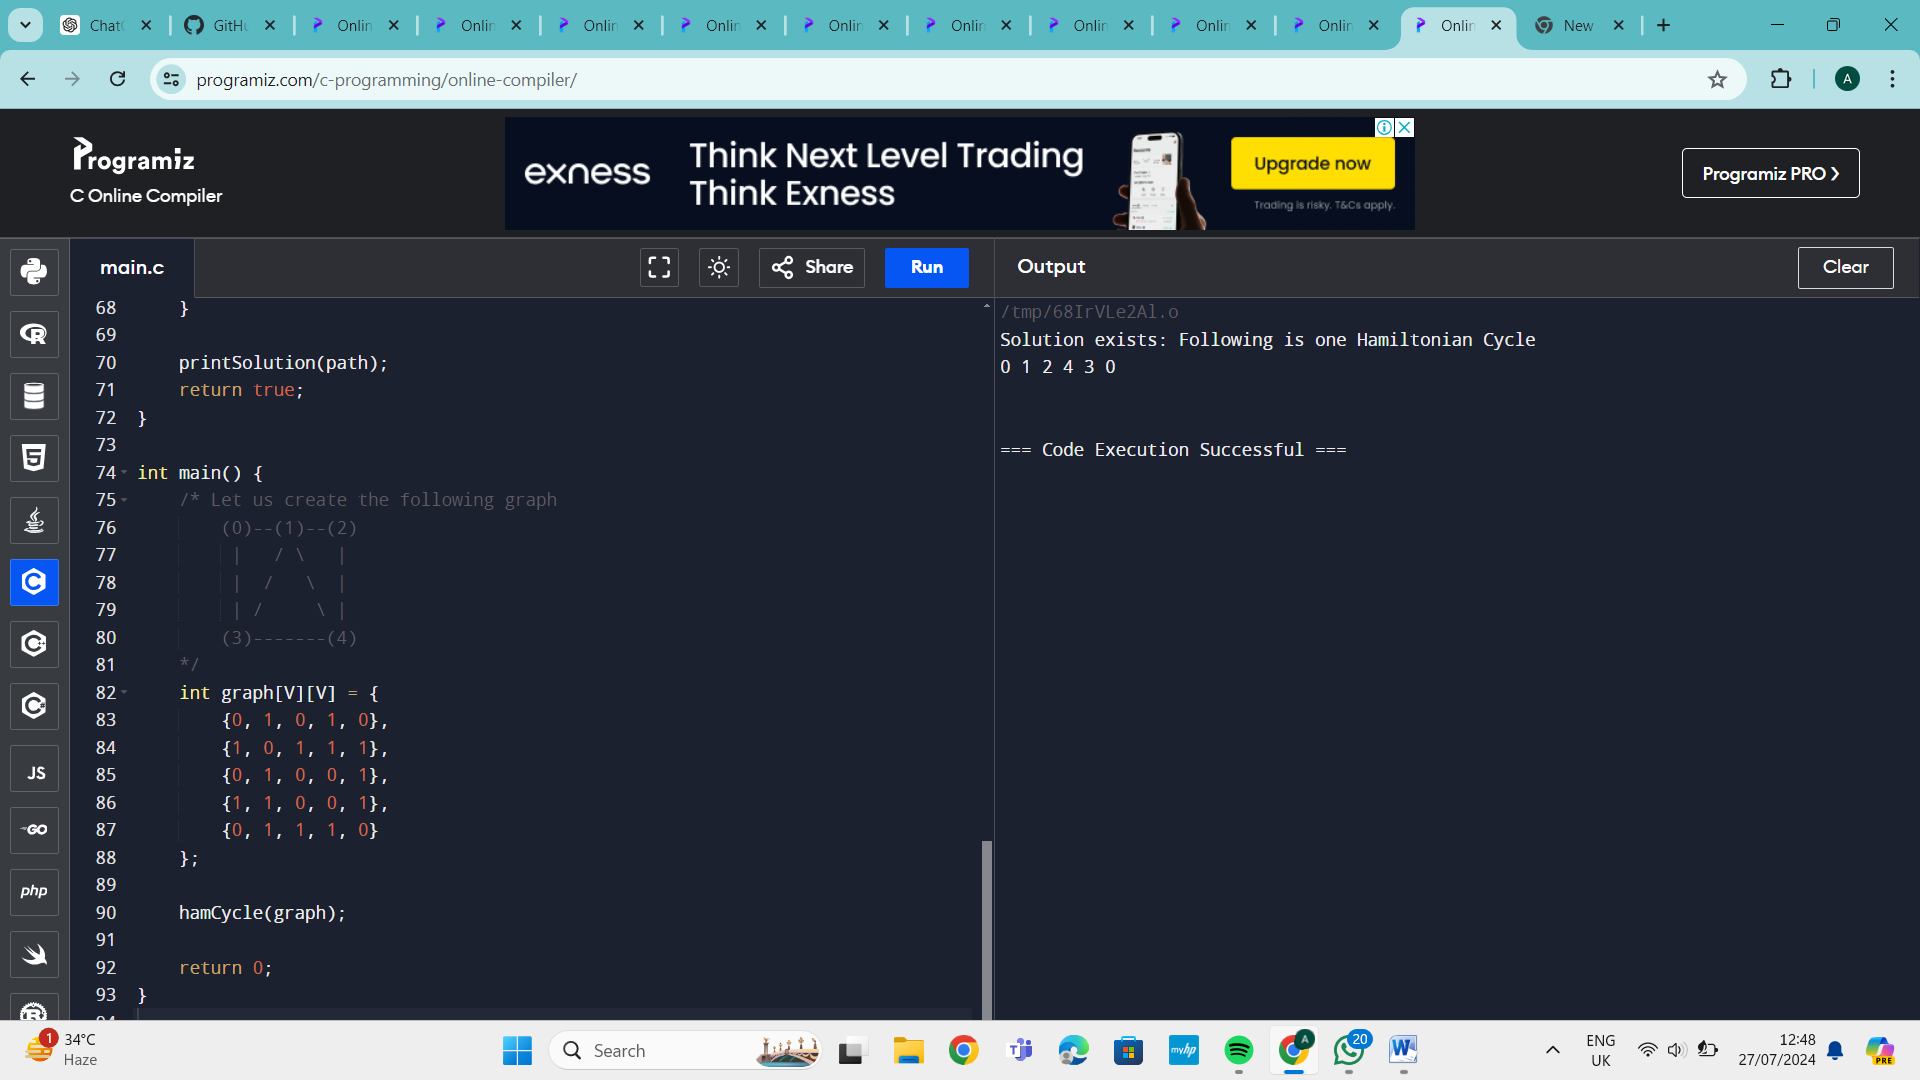 ChatG
GitHu
Onlin
Onlin
Onlin
Onlin
Onlin
Onlin
Onlin
Onlin
Onlin
Onlin
New
programiz.com/c-programming/online-compiler/
A
Programiz
C Online Compiler
exness
Think Next Level Trading
Think Exness
Upgrade now
Trading is risky. T&Cs apply.
Programiz PRO
main.c
Share
Run
Output
Clear
68 }
69
70 printSolution(path);
71 return true;
72 }
73
74 int main() {
75 /* Let us create the following graph
76 (0)--(1)--(2)
77 | / \ |
78 | / \ |
79 | / \ |
80 (3)-------(4)
81 */
82 int graph[V][V] = {
83 {0, 1, 0, 1, 0},
84 {1, 0, 1, 1, 1},
85 {0, 1, 0, 0, 1},
86 {1, 1, 0, 0, 1},
87 {0, 1, 1, 1, 0}
88 };
89
90 hamCycle(graph);
91
92 return 0;
93 }
/tmp/68IrVLe2Al.o
Solution exists: Following is one Hamiltonian Cycle
0 1 2 4 3 0
=== Code Execution Successful ===
JS
GO
php
1
34°C
Haze
Search
myhp
A
20
W
ENG
UK
12:48
27/07/2024
PRE